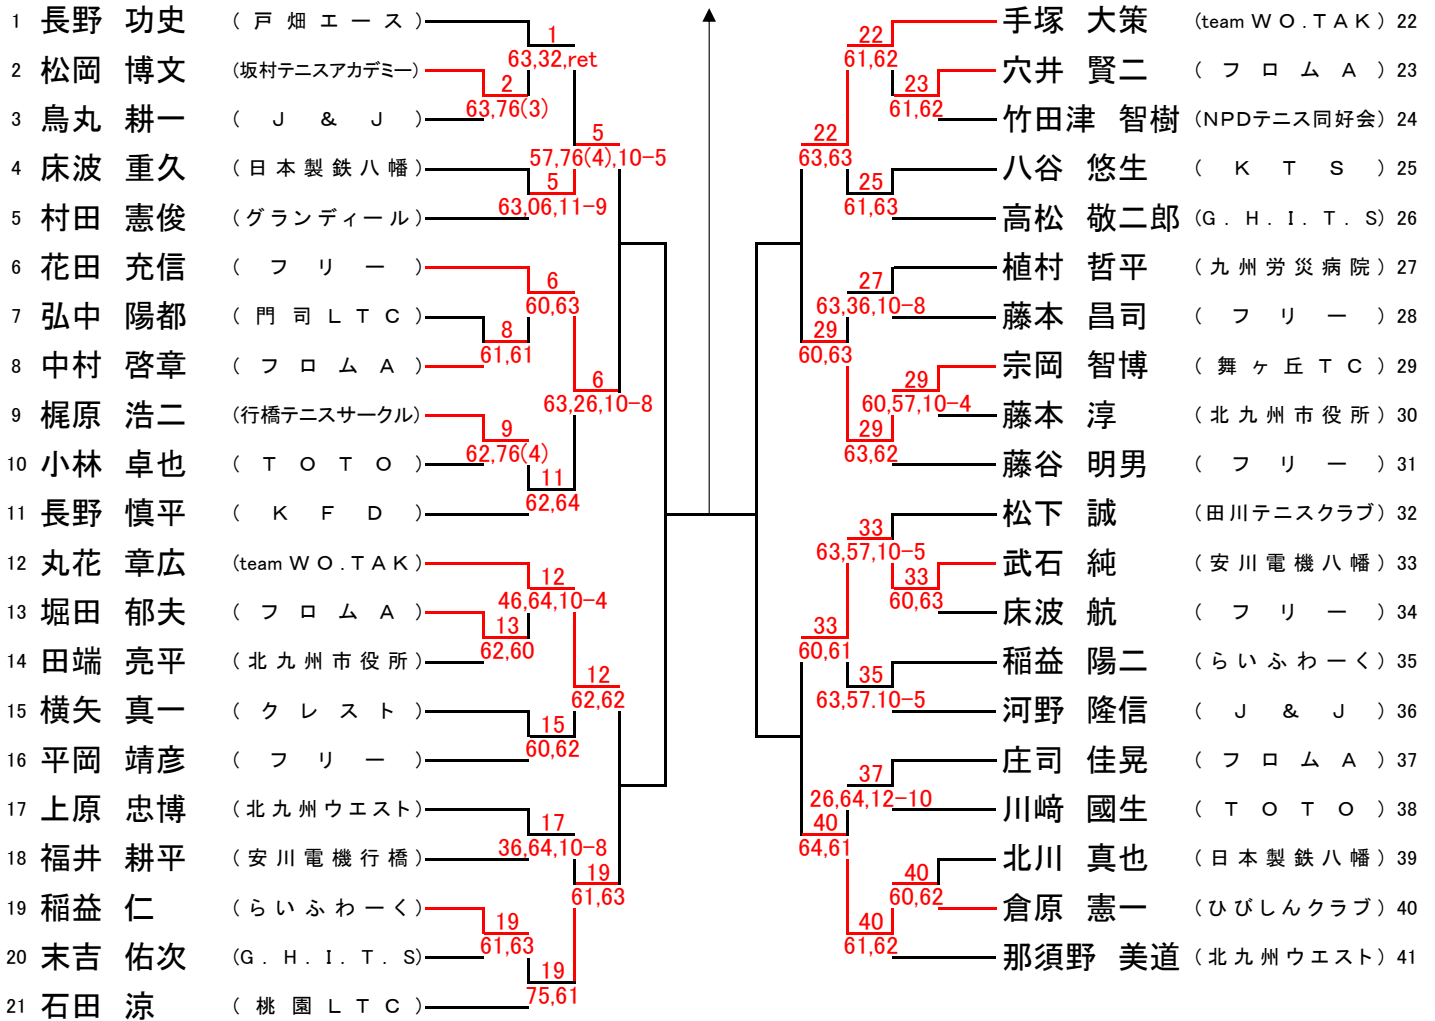 1 長野 功史 (戸畑エース)
2 松岡 博文 (坂村テニスアカデミー)
3 鳥丸 耕一 (J&J)
4 床波 重久 (日本製鉄八幡)
5 村田 憲俊 (グランディール)
6 花田 充信 (フリー)
7 弘中 陽都 (門司LTC)
8 中村 啓章 (フロムA)
9 梶原 浩二 (行橋テニスサークル)
10 小林 卓也 (TOTO)
11 長野 慎平 (KFD)
12 丸花 章広 (team WO.TAK)
13 堀田 郁夫 (フロムA)
14 田端 亮平 (北九州市役所)
15 横矢 真一 (クレスト)
16 平岡 靖彦 (フリー)
17 上原 忠博 (北九州ウエスト)
18 福井 耕平 (安川電機行橋)
19 稲益 仁 (らいふわーく)
20 末吉 佑次 (G.H.I.T.S)
21 石田 涼 (桃園LTC)
1
63,32,ret
2
63,76(3)
5
57,76(4),10-5
5
63,06,11-9
6
60,63
8
61,61
6
63,26,10-8
9
62,76(4)
11
62,64
12
46,64,10-4
13
62,60
12
62,62
15
60,62
17
36,64,10-8
19
61,63
19
61,63
19
75,61
22
61,62
23
61,62
22
63,63
25
61,63
27
63,36,10-8
29
60,63
29
60,57,10-4
29
63,62
33
63,57,10-5
33
60,63
33
60,61
35
63,57.10-5
37
26,64,12-10
40
64,61
40
60,62
40
61,62
手塚 大策 (team WO.TAK) 22
穴井 賢二 (フロムA) 23
竹田津 智樹 (NPDテニス同好会) 24
八谷 悠生 (KTS) 25
高松 敬二郎 (G.H.I.T.S) 26
植村 哲平 (九州労災病院) 27
藤本 昌司 (フリー) 28
宗岡 智博 (舞ヶ丘TC) 29
藤本 淳 (北九州市役所) 30
藤谷 明男 (フリー) 31
松下 誠 (田川テニスクラブ) 32
武石 純 (安川電機八幡) 33
床波 航 (フリー) 34
稲益 陽二 (らいふわーく) 35
河野 隆信 (J&J) 36
庄司 佳晃 (フロムA) 37
川﨑 國生 (TOTO) 38
北川 真也 (日本製鉄八幡) 39
倉原 憲一 (ひびしんクラブ) 40
那須野 美道 (北九州ウエスト) 41